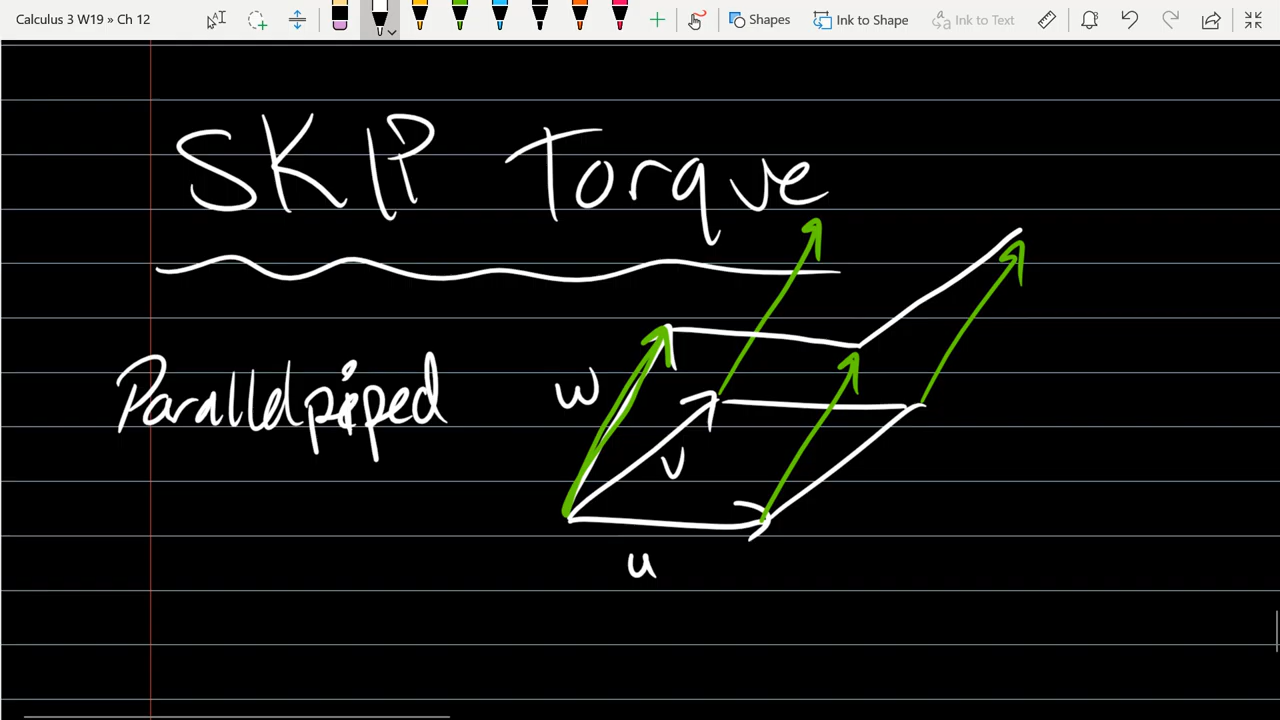 Calculus 3 W19 » Ch 12
Shapes
Ink to Shape
Ink to Text
SKIP Torque
Parallelpiped
w
v
u